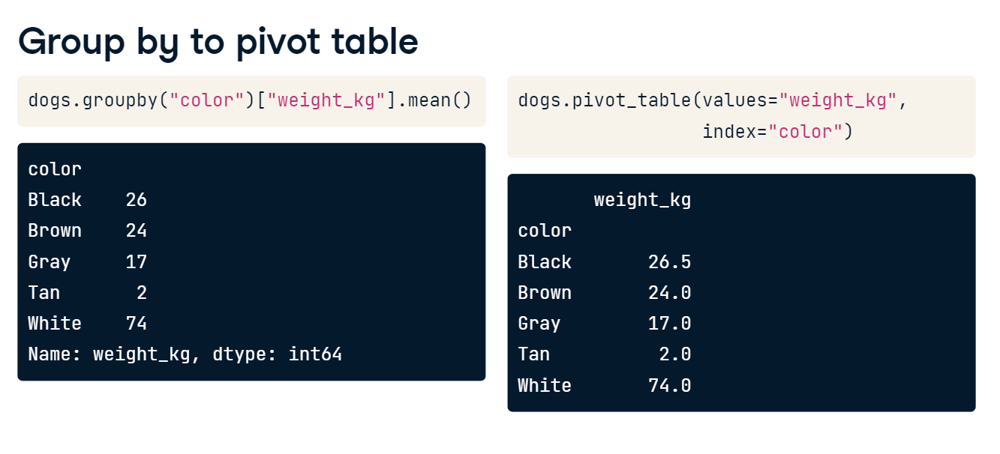 Group by to pivot table
dogs.groupby("color")["weight_kg"].mean()
color
Black    26
Brown    24
Gray     17
Tan       2
White    74
Name: weight_kg, dtype: int64
dogs.pivot_table(values="weight_kg",
                 index="color")
       weight_kg
color
Black       26.5
Brown       24.0
Gray        17.0
Tan          2.0
White       74.0